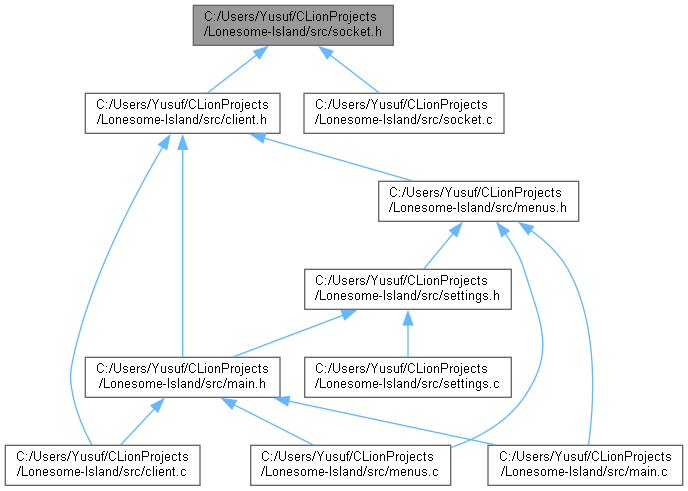 C:/Users/Yusuf/CLionProjects
/Lonesome-Island/src/socket.h
C:/Users/Yusuf/CLionProjects
/Lonesome-Island/src/client.h
C:/Users/Yusuf/CLionProjects
/Lonesome-Island/src/socket.c
C:/Users/Yusuf/CLionProjects
/Lonesome-Island/src/menus.h
C:/Users/Yusuf/CLionProjects
/Lonesome-Island/src/settings.h
C:/Users/Yusuf/CLionProjects
/Lonesome-Island/src/main.h
C:/Users/Yusuf/CLionProjects
/Lonesome-Island/src/settings.c
C:/Users/Yusuf/CLionProjects
/Lonesome-Island/src/client.c
C:/Users/Yusuf/CLionProjects
/Lonesome-Island/src/menus.c
C:/Users/Yusuf/CLionProjects
/Lonesome-Island/src/main.c